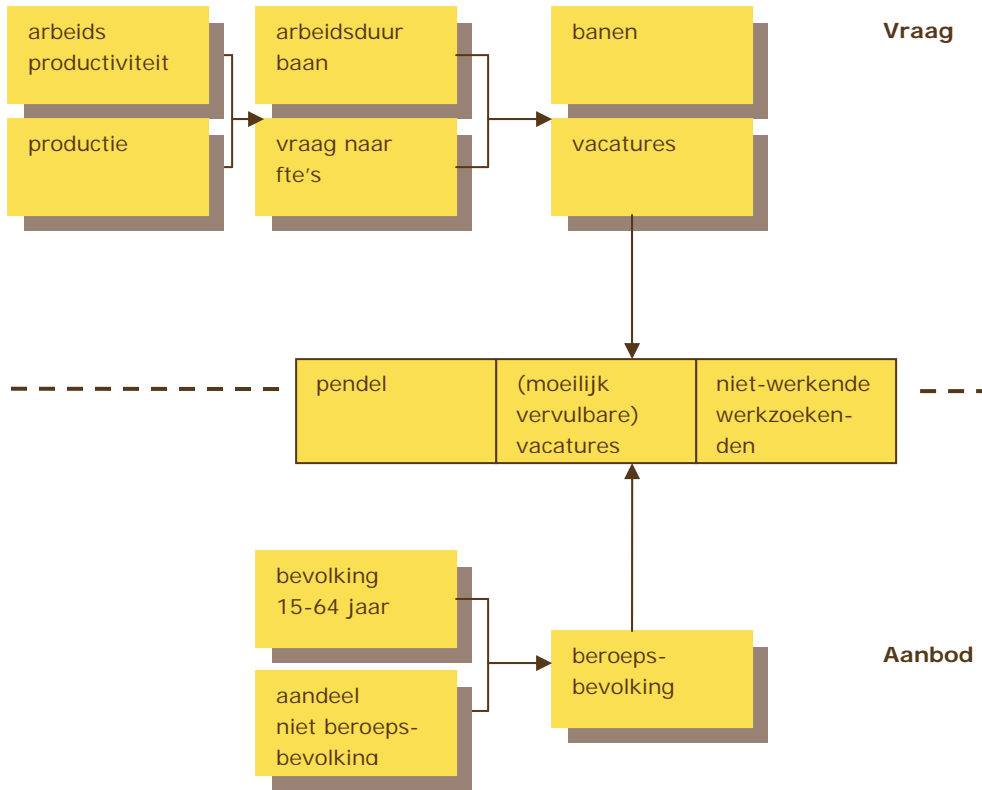 arbeids
productiviteit
arbeidsduur
baan
banen
Vraag
productie
vraag naar
fte's
vacatures
pendel
(moeilijk
vervulbare)
vacatures
niet-werkende
werkzoeken-
den
bevolking
15-64 jaar
aandeel
niet beroeps-
bevolking
beroeps-
bevolking
Aanbod